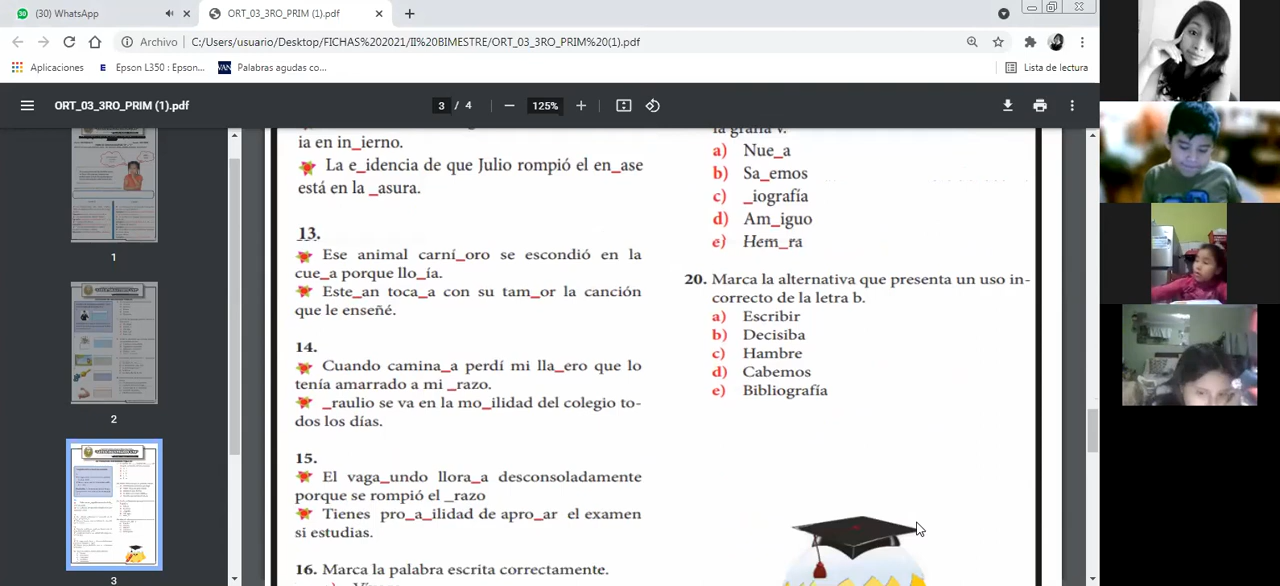 (30) WhatsApp
ORT_03_3RO_PRIM (1).pdf
Archivo
C:/Users/usuario/Desktop/FICHAS%202021/II%20BIMESTRE/ORT_03_3RO_PRIM%20(1).pdf
Aplicaciones
Epson L350 : Epson...
Palabras agudas co...
Lista de lectura
ORT_03_3RO_PRIM (1).pdf
3 / 4
125%
1
2
3
ia en in_ierno.
La e_idencia de que Julio rompió el en_ase
está en la _asura.
13.
Ese animal carní_oro se escondió en la
cue_a porque llo_ía.
Este_an toca_a con su tam_or la canción
que le enseñé.
14.
Cuando camina_a perdí mi lla_ero que lo
tenía amarrado a mi _razo.
_raulio se va en la mo_ilidad del colegio to-
dos los días.
15.
El vaga_undo llora_a desconsoladamente
porque se rompió el _razo
Tienes pro_a_ilidad de apro_ar el examen
si estudias.
16. Marca la palabra escrita correctamente.
la grafía v.
a) Nue_a
b) Sa_emos
c) _iografía
d) Am_iguo
e) Hem_ra
20. Marca la alternativa que presenta un uso in-
correcto de la letra b.
a) Escribir
b) Decisiba
c) Hambre
d) Cabemos
e) Bibliografía